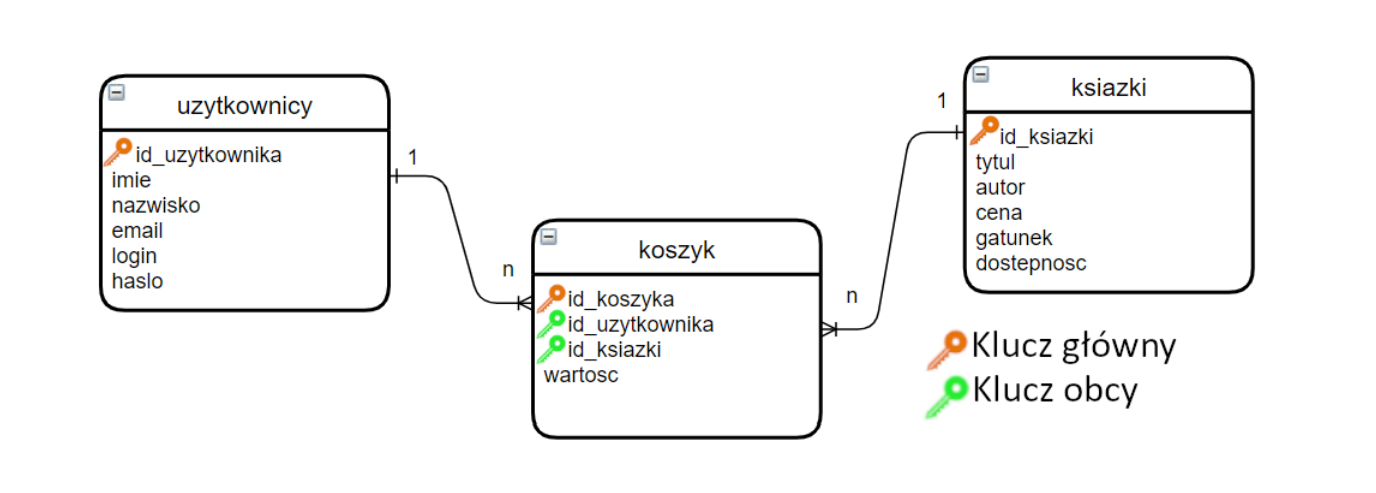 uzytkownicy
id_uzytkownika
imie
nazwisko
email
login
haslo
1
n
koszyk
id_koszyka
id_uzytkownika
id_ksiazki
wartosc
n
1
ksiazki
id_ksiazki
tytul
autor
cena
gatunek
dostepnosc
Klucz główny
Klucz obcy